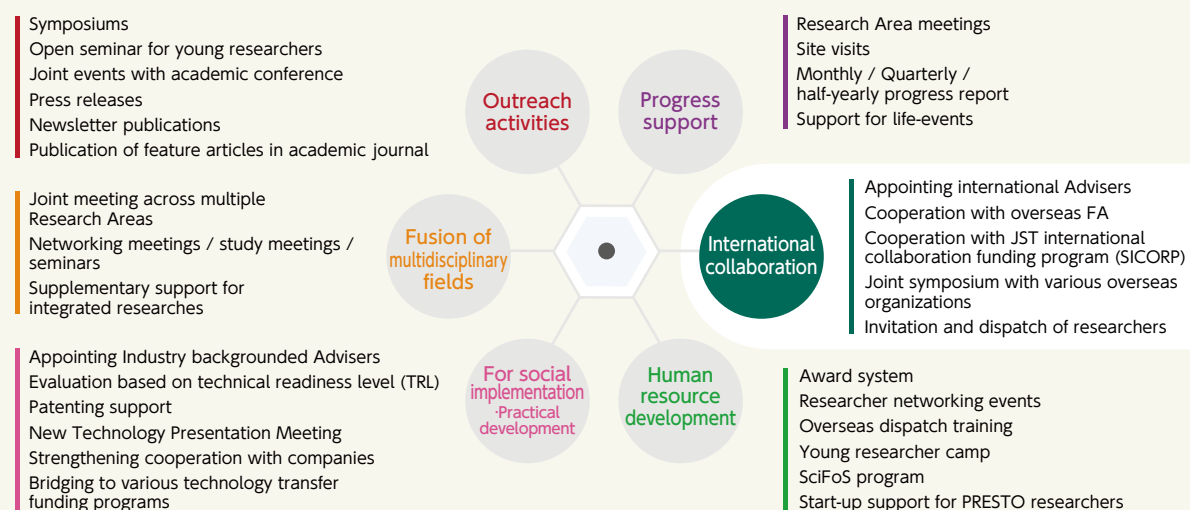 Symposiums
Open seminar for young researchers
Joint events with academic conference
Press releases
Newsletter publications
Publication of feature articles in academic journal
Outreach
activities
Progress
support
Research Area meetings
Site visits
Monthly / Quarterly /
half-yearly progress report
Support for life-events
Joint meeting across multiple
Research Areas
Networking meetings / study meetings /
seminars
Supplementary support for
integrated researches
Fusion of
multidisciplinary
fields
International
collaboration
Appointing international Advisers
Cooperation with overseas FA
Cooperation with JST international
collaboration funding program (SICORP)
Joint symposium with various overseas
organizations
Invitation and dispatch of researchers
Appointing Industry backgrounded Advisers
Evaluation based on technical readiness level (TRL)
Patenting support
New Technology Presentation Meeting
Strengthening cooperation with companies
Bridging to various technology transfer
funding programs
For social
implementation
·Practical
development
Human
resource
development
Award system
Researcher networking events
Overseas dispatch training
Young researcher camp
SciFoS program
Start-up support for PRESTO researchers